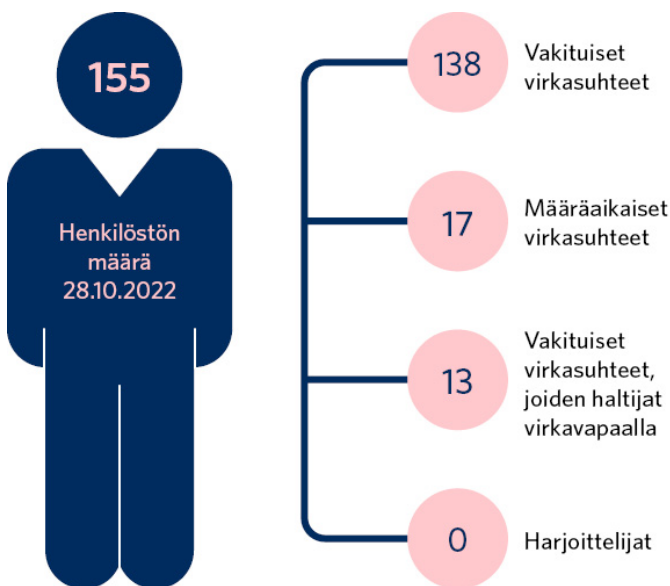 155
Henkilöstön
määrä
28.10.2022
138
Vakituiset
virkasuhteet
17
Määräaikaiset
virkasuhteet
13
Vakituiset
virkasuhteet,
joiden haltijat
virkavapaalla
0
Harjoittelijat